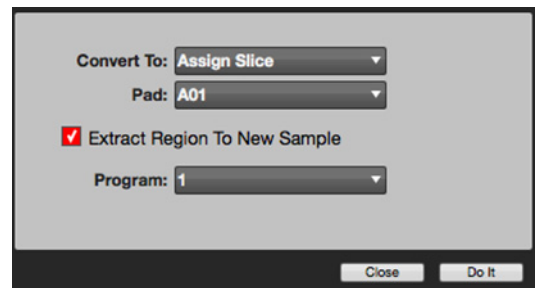 Convert To: Assign Slice
Pad: A01
Extract Region To New Sample
Program: 1
Close Do It